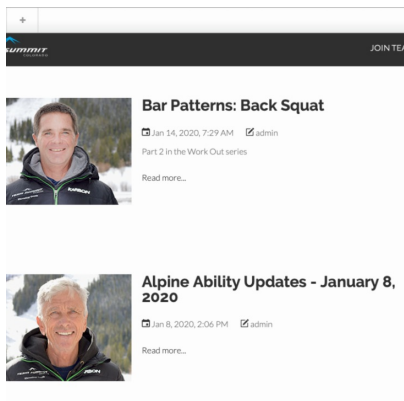 +
SUMMIT
COLORADO
JOIN TEA
Bar Patterns: Back Squat
Jan 14, 2020, 7:29 AM admin
Part 2 in the Work Out series
Read more...
KARBON
Alpine Ability Updates - January 8,
2020
Jan 8, 2020, 2:06 PM admin
Read more...